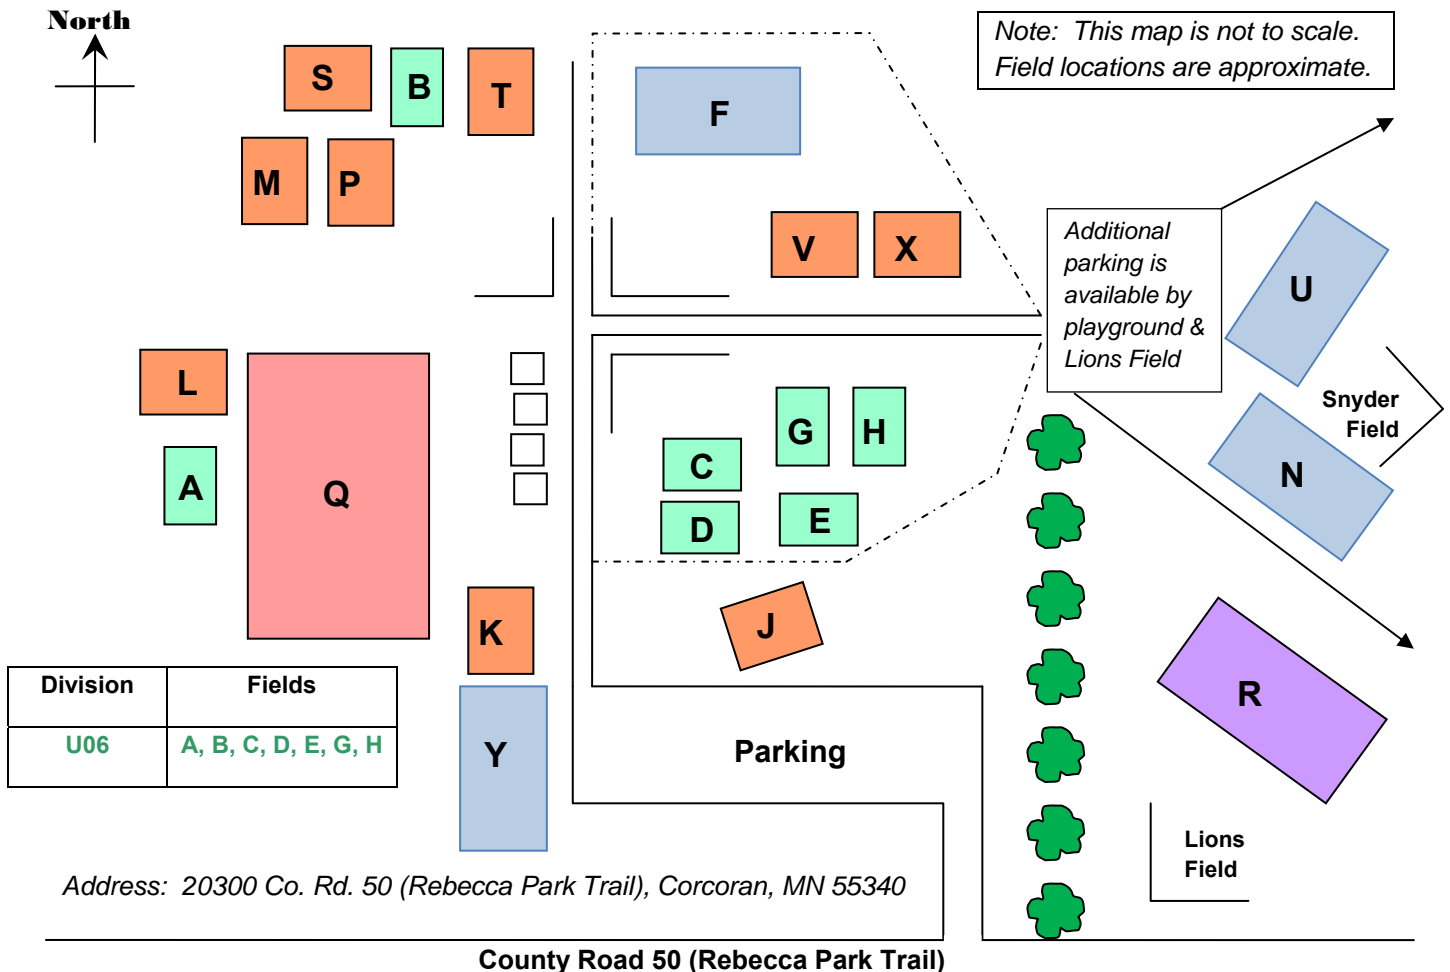 North
Note: This map is not to scale.
Field locations are approximate.
S
B
T
F
M
P
V
X
Additional
parking is
available by
playground &
Lions Field
U
L
A
Q
G
H
C
D
E
Snyder
Field
N
K
J
R
Division Fields
U06 A, B, C, D, E, G, H
Y
Parking
Lions
Field
Address: 20300 Co. Rd. 50 (Rebecca Park Trail), Corcoran, MN 55340
County Road 50 (Rebecca Park Trail)